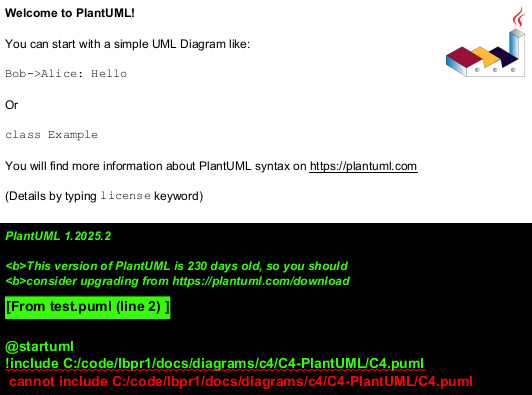 Welcome to PlantUML!
You can start with a simple UML Diagram like:
Bob->Alice: Hello
Or
class Example
You will find more information about PlantUML syntax on https://plantuml.com
(Details by typing license keyword)
PlantUML 1.2025.2
<b>This version of PlantUML is 230 days old, so you should
<b>consider upgrading from https://plantuml.com/download
[From test.puml (line 2) ]
@startuml
!include C:/code/lbpr1/docs/diagrams/c4/C4-PlantUML/C4.puml
cannot include C:/code/lbpr1/docs/diagrams/c4/C4-PlantUML/C4.puml